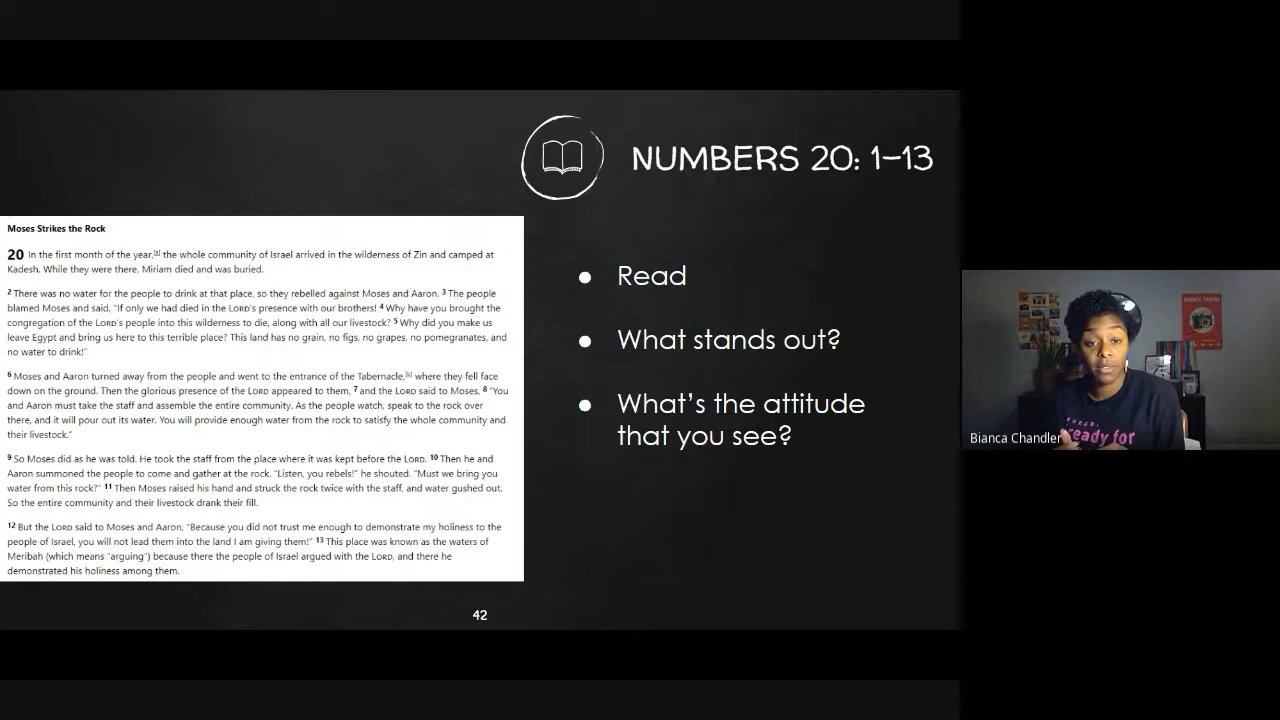 NUMBERS 20: 1–13
Moses Strikes the Rock
20 In the first month of the year,[a] the whole community of Israel arrived in the wilderness of Zin and camped at
Kadesh. While they were there, Miriam died and was buried.
2 There was no water for the people to drink at that place, so they rebelled against Moses and Aaron. 3 The people
blamed Moses and said, "If only we had died in the LORD's presence with our brothers! 4 Why have you brought the
congregation of the LORD's people into this wilderness to die, along with all our livestock? 5 Why did you make us
leave Egypt and bring us here to this terrible place? This land has no grain, no figs, no grapes, no pomegranates, and
no water to drink!"
6 Moses and Aaron turned away from the people and went to the entrance of the Tabernacle,[b] where they fell face
down on the ground. Then the glorious presence of the LORD appeared to them, 7 and the LORD said to Moses, 8 "You
and Aaron must take the staff and assemble the entire community. As the people watch, speak to the rock over
there, and it will pour out its water. You will provide enough water from the rock to satisfy the whole community and
their livestock."
9 So Moses did as he was told. He took the staff from the place where it was kept before the LORD. 10 Then he and
Aaron summoned the people to come and gather at the rock. "Listen, you rebels!" he shouted. "Must we bring you
water from this rock?" 11 Then Moses raised his hand and struck the rock twice with the staff, and water gushed out.
So the entire community and their livestock drank their fill.
12 But the LORD said to Moses and Aaron, "Because you did not trust me enough to demonstrate my holiness to the
people of Israel, you will not lead them into the land I am giving them!" 13 This place was known as the waters of
Meribah (which means "arguing") because there the people of Israel argued with the LORD, and there he
demonstrated his holiness among them.
● Read
● What stands out?
● What's the attitude
that you see?
42
Bianca Chandler
ready for